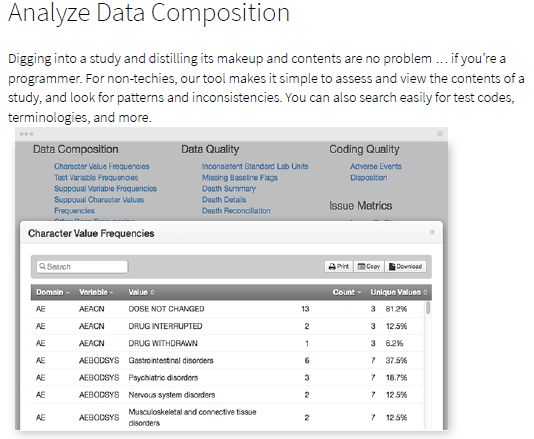 Analyze Data Composition
Digging into a study and distilling its makeup and contents are no problem … if you’re a
programmer. For non-techies, our tool makes it simple to assess and view the contents of a
study, and look for patterns and inconsistencies. You can also search easily for test codes,
terminologies, and more.
Data Composition Data Quality Coding Quality
Character Value Frequencies Inconsistent Standard Lab Units Adverse Events
Test Variable Frequencies Missing Baseline Flags Disposition
Suppqual Variable Frequencies Death Summary
Suppqual Character Values Death Details Issue Metrics
Frequencies Death Reconciliation
Character Value Frequencies ×
Search Print Copy Download
Domain Variable Value Count Unique Values
AE AEACN DOSE NOT CHANGED 13 3 81.2%
AE AEACN DRUG INTERRUPTED 2 3 12.5%
AE AEACN DRUG WITHDRAWN 1 3 6.2%
AE AEBODSYS Gastrointestinal disorders 6 7 37.5%
AE AEBODSYS Psychiatric disorders 3 7 18.7%
AE AEBODSYS Nervous system disorders 2 7 12.5%
AE AEBODSYS Musculoskeletal and connective tissue 2 7 12.5%
disorders